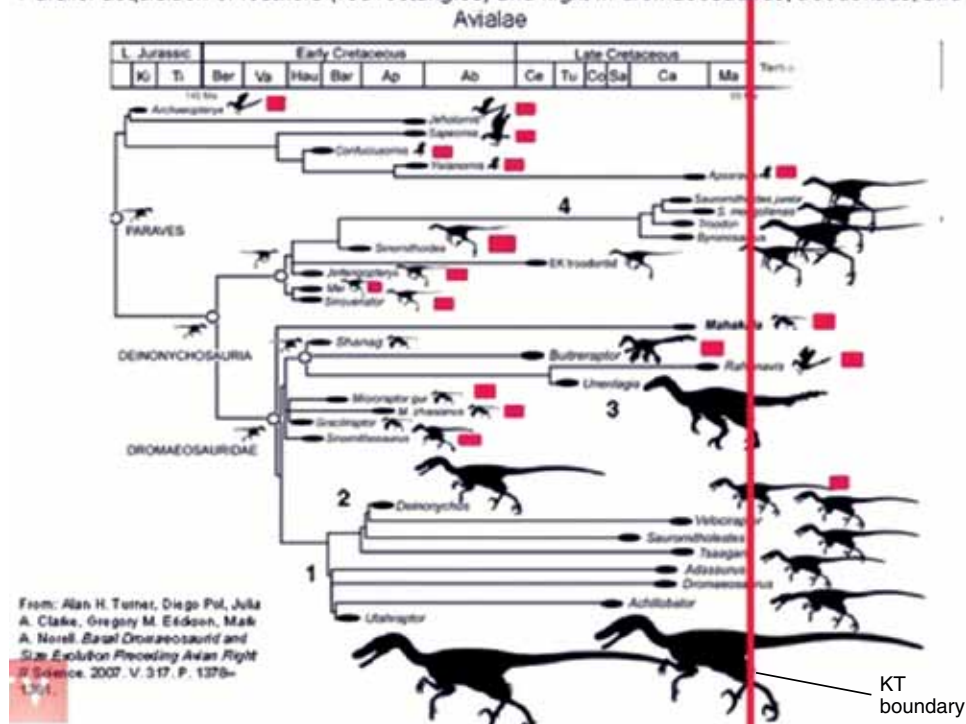 Avialae
L. Jurassic Early Cretaceous Late Cretaceous
Ki Ti Ber Va Hau Bar Ap Ab Ce Tu Co Sa Ca Ma
Archaeopteryx
Jeholornis
Sapeornis
Confuciusornis
Yixianornis
Apsaravis
4
PARAVES
Saurornithoides junior
S. mongoliensis
Troodon
Byronosaurus
Sinornithoides
EK troodontid
Jinfengopteryx
Mei
Sinovenator
Mahakala
DEINONYCHOSAURIA
Shanag
Buitreraptor
Rahonavis
Unenlagia
3
Microraptor gui
M. zhaoianus
Graciliraptor
Sinornithosaurus
DROMAEOSAURIDAE
2
Deinonychus
Velociraptor
Saurornitholestes
Tsaagan
1
Adasaurus
Dromaeosaurus
Achillobator
Utahraptor
From: Alan H. Turner, Diego Pol, Julia
A. Clarke, Gregory M. Erickson, Mark
A. Norell. Basal Dromaeosaurid and
Size Evolution Preceding Avian Flight
// Science. 2007. V. 317. P. 1378–
1381.
KT
boundary